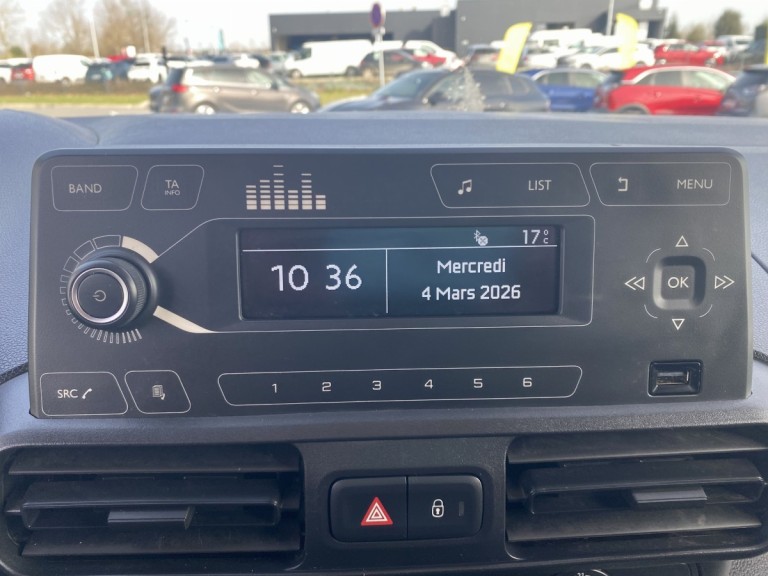 BAND
TA
INFO
LIST
MENU
17°C
10 36
Mercredi
4 Mars 2026
OK
SRC
1 2 3 4 5 6